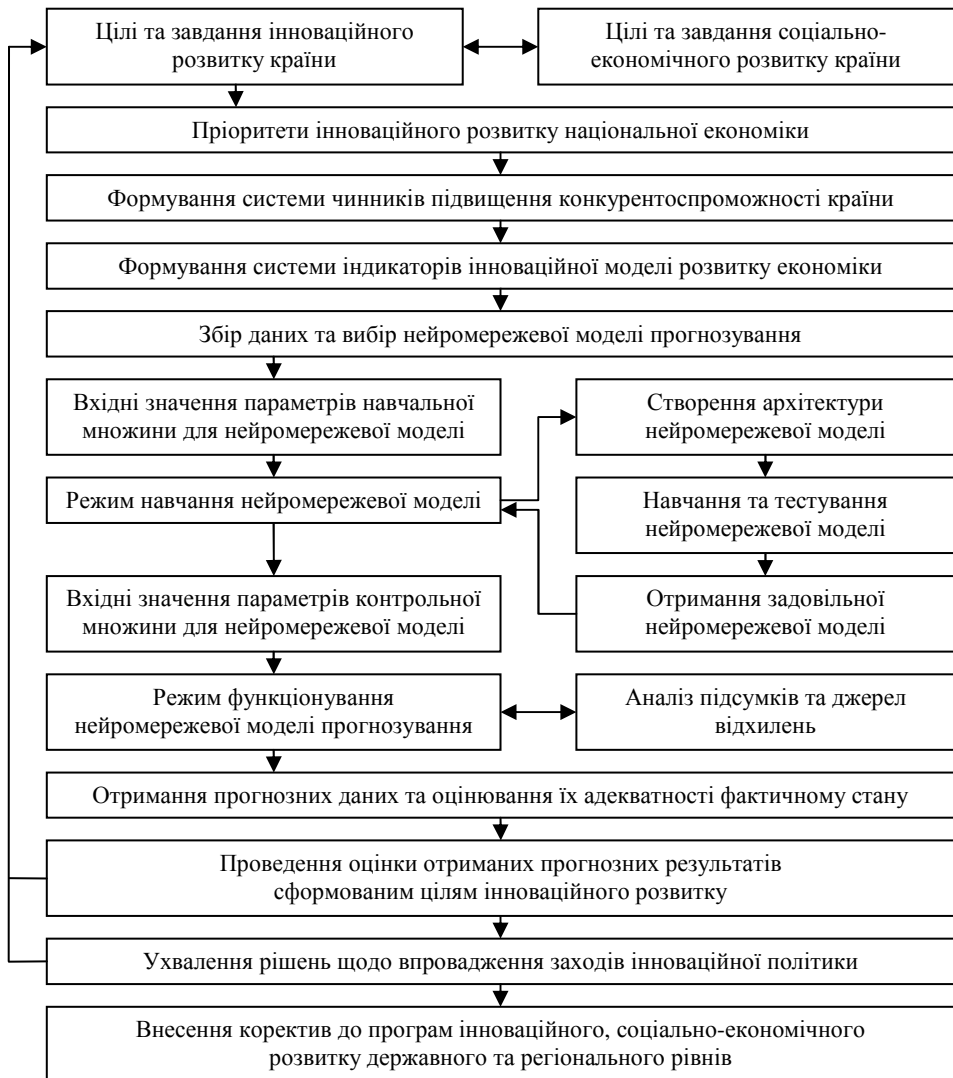 Цілі та завдання інноваційного
розвитку країни
Цілі та завдання соціально-
економічного розвитку країни
Пріоритети інноваційного розвитку національної економіки
Формування системи чинників підвищення конкурентоспроможності країни
Формування системи індикаторів інноваційної моделі розвитку економіки
Збір даних та вибір нейромережевої моделі прогнозування
Вхідні значення параметрів навчальної
множини для нейромережевої моделі
Створення архітектури
нейромережевої моделі
Режим навчання нейромережевої моделі
Навчання та тестування
нейромережевої моделі
Вхідні значення параметрів контрольної
множини для нейромережевої моделі
Отримання задовільної
нейромережевої моделі
Режим функціонування
нейромережевої моделі прогнозування
Аналіз підсумків та джерел
відхилень
Отримання прогнозних даних та оцінювання їх адекватності фактичному стану
Проведення оцінки отриманих прогнозних результатів
сформованим цілям інноваційного розвитку
Ухвалення рішень щодо впровадження заходів інноваційної політики
Внесення коректив до програм інноваційного, соціально-економічного
розвитку державного та регіонального рівнів